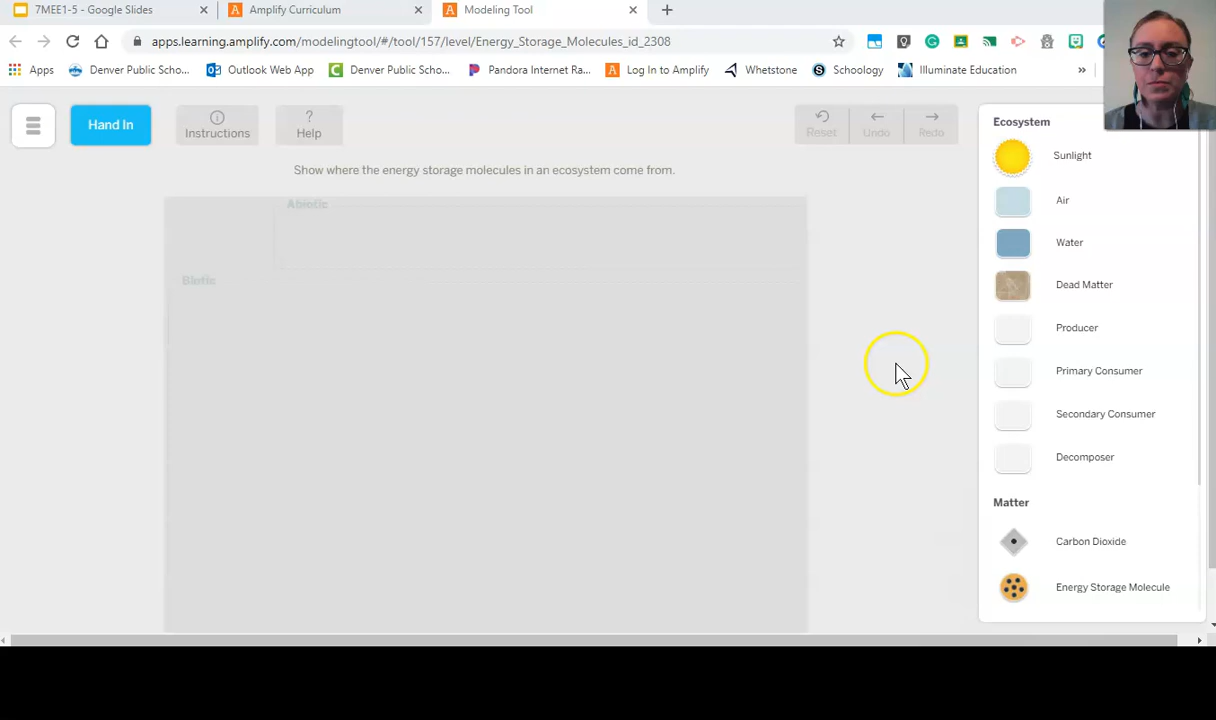 7MEE1-5 - Google Slides
Amplify Curriculum
Modeling Tool
apps.learning.amplify.com/modelingtool/#/tool/157/level/Energy_Storage_Molecules_id_2308
Apps
Denver Public Scho...
Outlook Web App
Denver Public Scho...
Pandora Internet Ra...
Log In to Amplify
Whetstone
Schoology
Illuminate Education
»
Hand In
Instructions
Help
Reset
Undo
Redo
Show where the energy storage molecules in an ecosystem come from.
Abiotic
Biotic
Ecosystem
Sunlight
Air
Water
Dead Matter
Producer
Primary Consumer
Secondary Consumer
Decomposer
Matter
Carbon Dioxide
Energy Storage Molecule